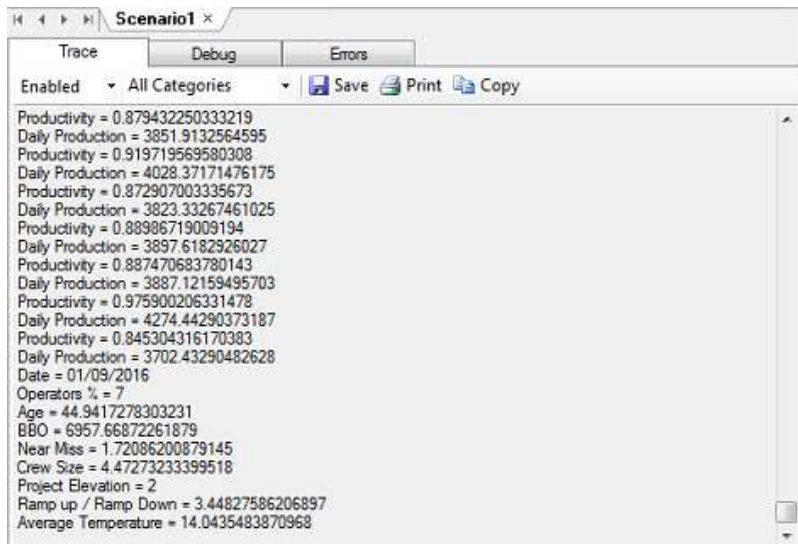 Scenario1 ×
Trace Debug Errors
Enabled All Categories Save Print Copy
Productivity = 0.879432250333219
Daily Production = 3851.9132564595
Productivity = 0.919719569580308
Daily Production = 4028.37171476175
Productivity = 0.872907003335673
Daily Production = 3823.33267461025
Productivity = 0.88986719009194
Daily Production = 3897.6182926027
Productivity = 0.887470683780143
Daily Production = 3887.12159495703
Productivity = 0.975900206331478
Daily Production = 4274.44290373187
Productivity = 0.845304316170383
Daily Production = 3702.43290482628
Date = 01/09/2016
Operators % = 7
Age = 44.9417278303231
BBO = 6957.66872261879
Near Miss = 1.72086200879145
Crew Size = 4.47273233399518
Project Elevation = 2
Ramp up / Ramp Down = 3.44827586206897
Average Temperature = 14.0435483870968